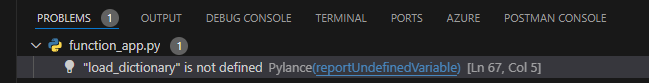 PROBLEMS 1 OUTPUT DEBUG CONSOLE TERMINAL PORTS AZURE POSTMAN CONSOLE
function_app.py 1
"load_dictionary" is not defined Pylance(reportUndefinedVariable) [Ln 67, Col 5]